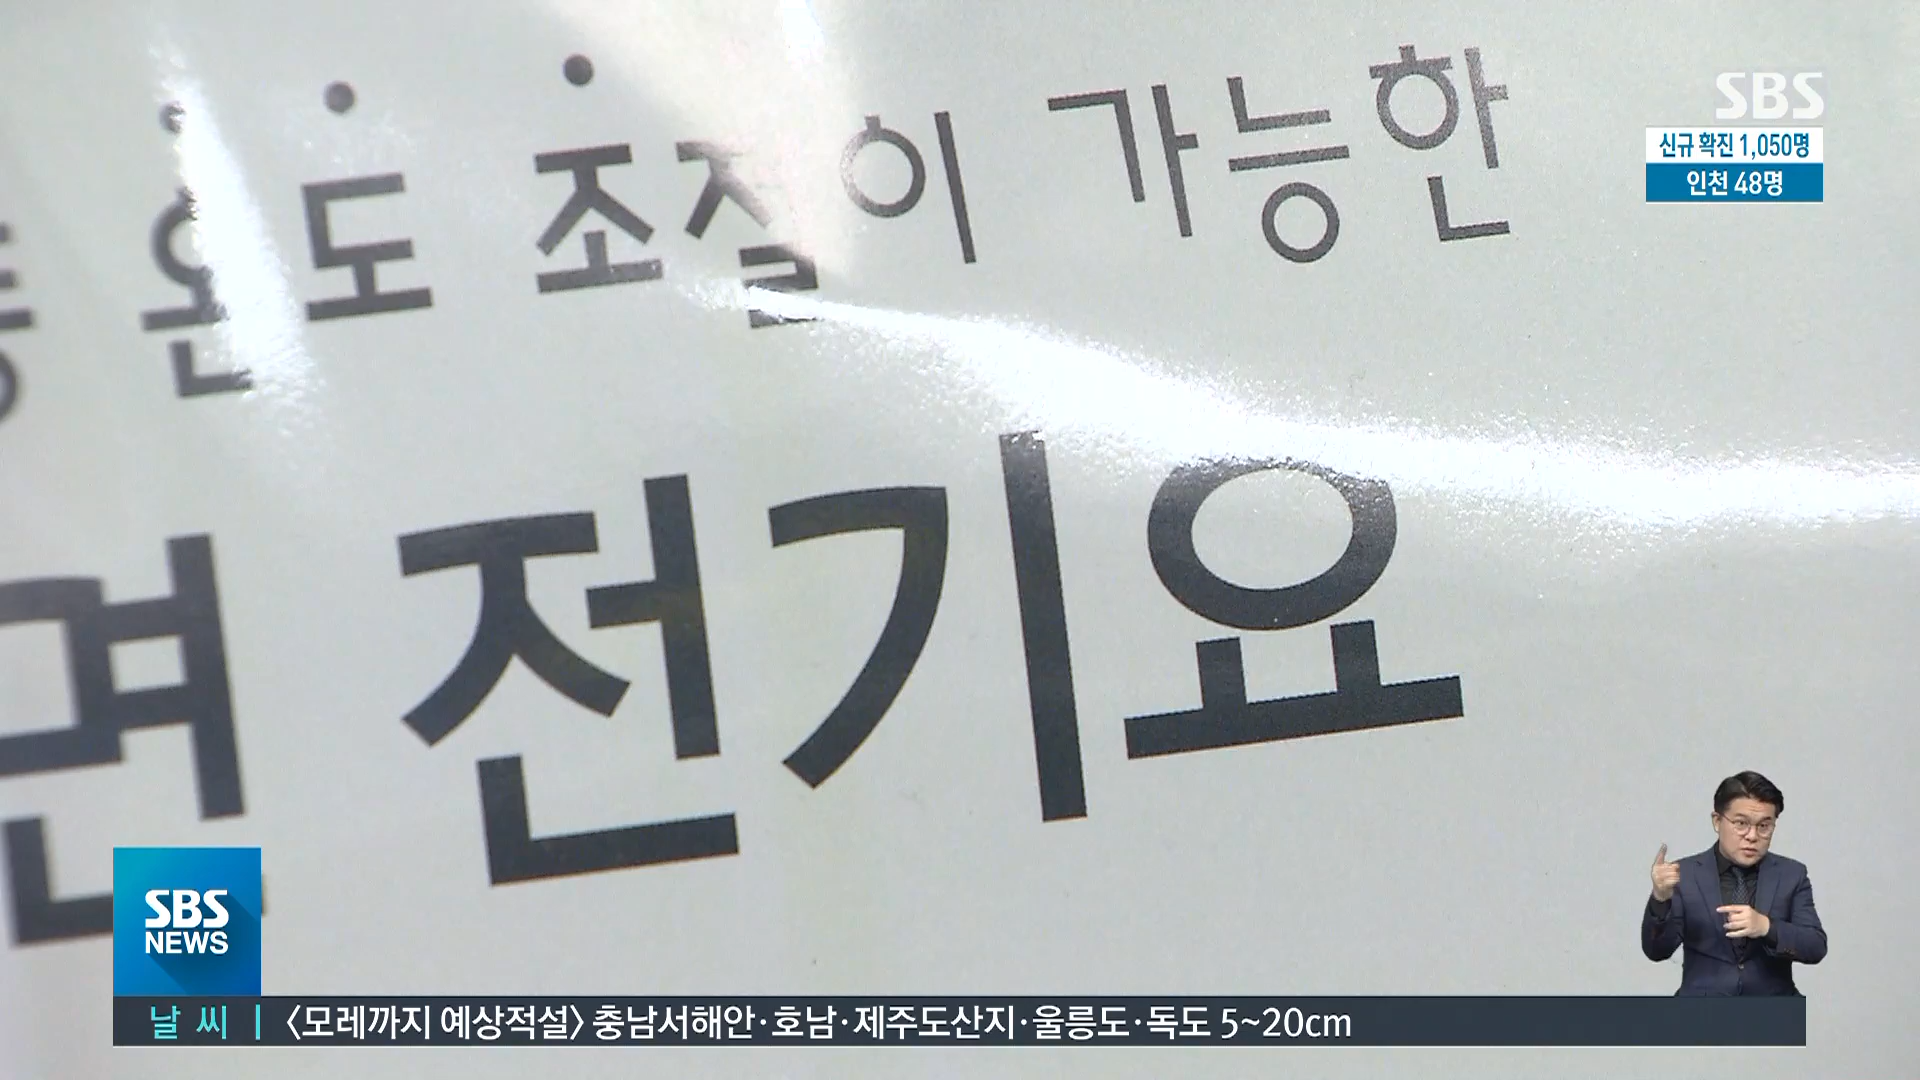 온도 조절이 가능한
면 전기요
SBS
신규 확진 1,050명
인천 48명
SBS
NEWS
날씨 | 〈모레까지 예상적설〉 충남서해안·호남·제주도산지·울릉도·독도 5~20cm